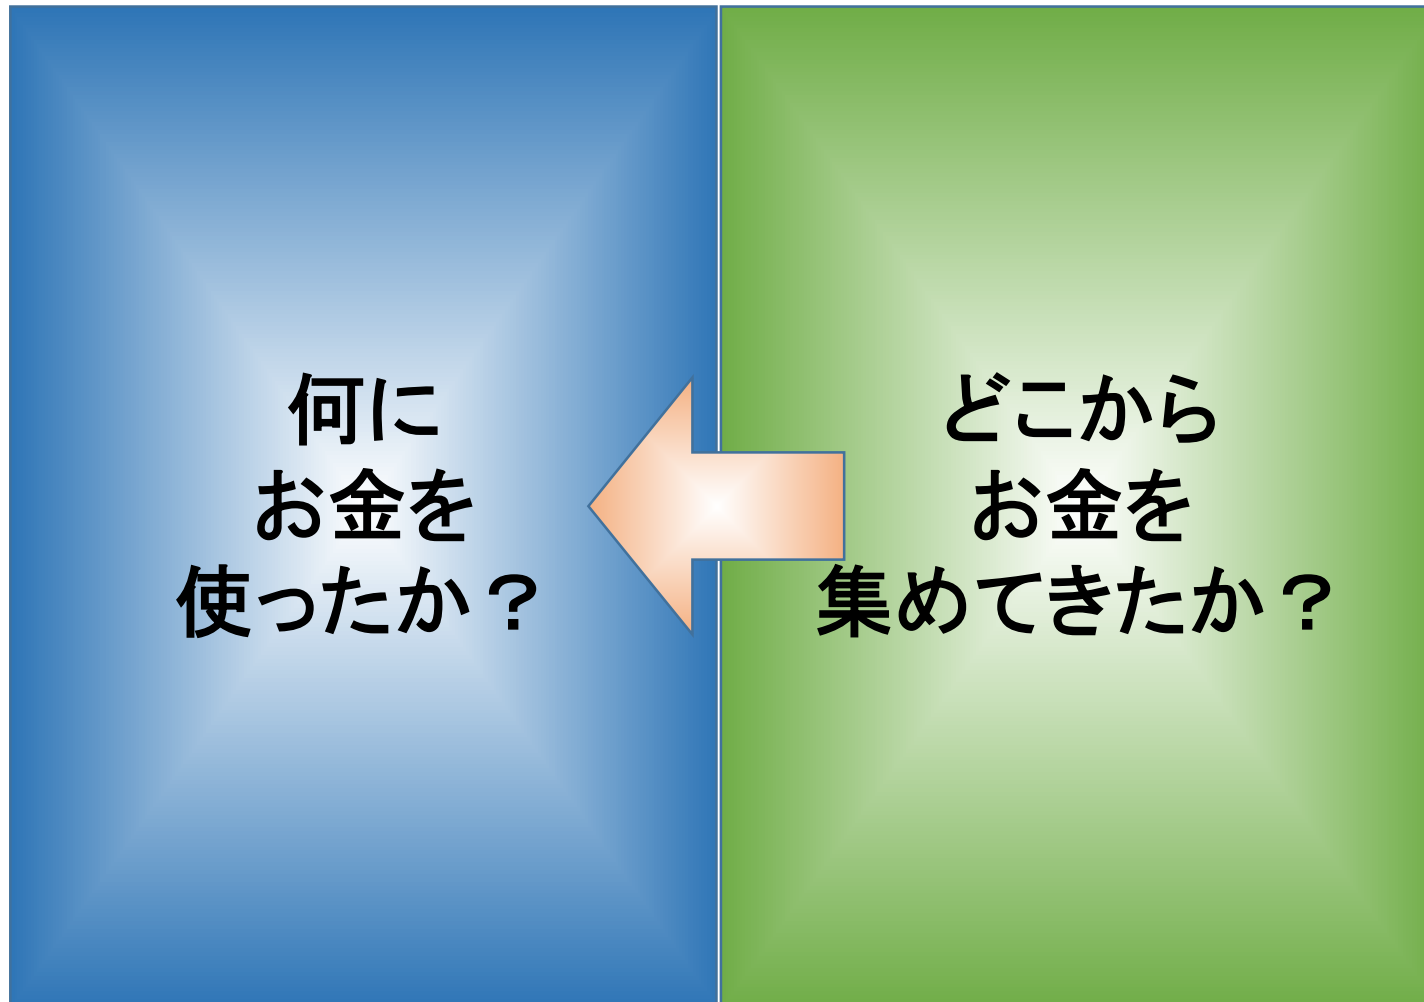 何に
お金を
使ったか？
どこから
お金を
集めてきたか？